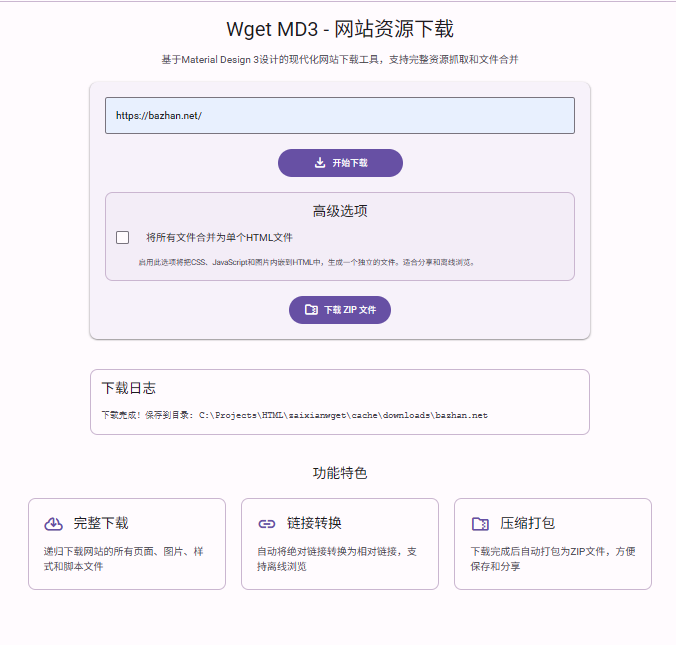 Wget MD3 - 网站资源下载
基于Material Design 3设计的现代化网站下载工具，支持完整资源抓取和文件合并
https://bazhan.net/
开始下载
高级选项
将所有文件合并为单个HTML文件
启用此选项将把CSS、JavaScript和图片内嵌到HTML中，生成一个独立的文件。适合分享和离线浏览。
下载 ZIP 文件
下载日志
下载完成！保存到目录: C:\Projects\HTML\zaixianwget\cache\downloads\bazhan.net
功能特色
完整下载
递归下载网站的所有页面、图片、样
式和脚本文件
链接转换
自动将绝对链接转换为相对链接，支
持离线浏览
压缩打包
下载完成后自动打包为ZIP文件，方便
保存和分享